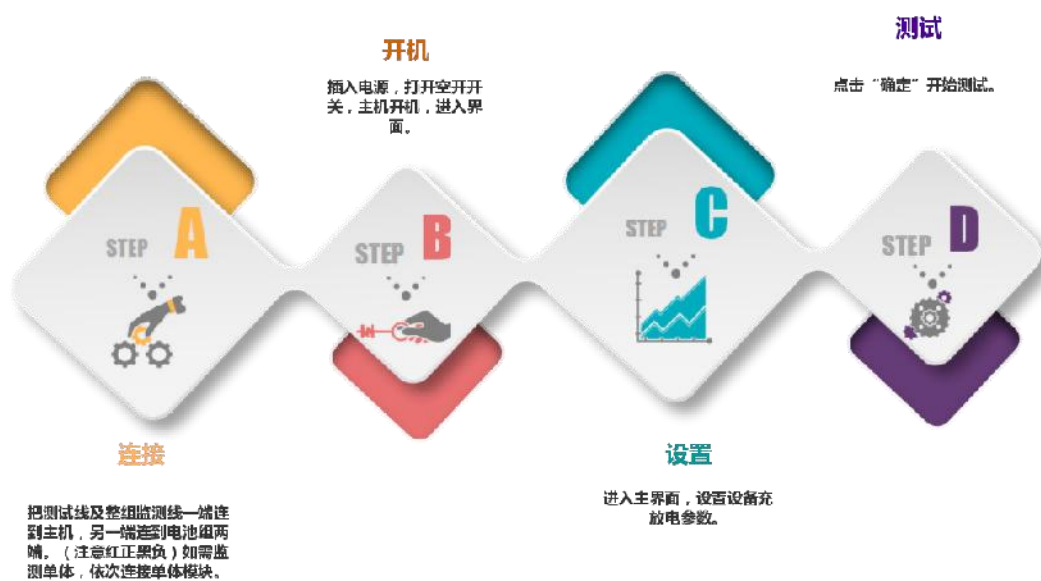 STEP A
连接
把测试线及整组监测线一端连
到主机，另一端连到电池组两
端。（注意红正黑负）如需监
测单体，依次连接单体模块。
开机
插入电源，打开空开开
关，主机开机，进入界
面。
STEP B
STEP C
设置
进入主界面，设置设备充
放电参数。
测试
点击“确定”开始测试。
STEP D